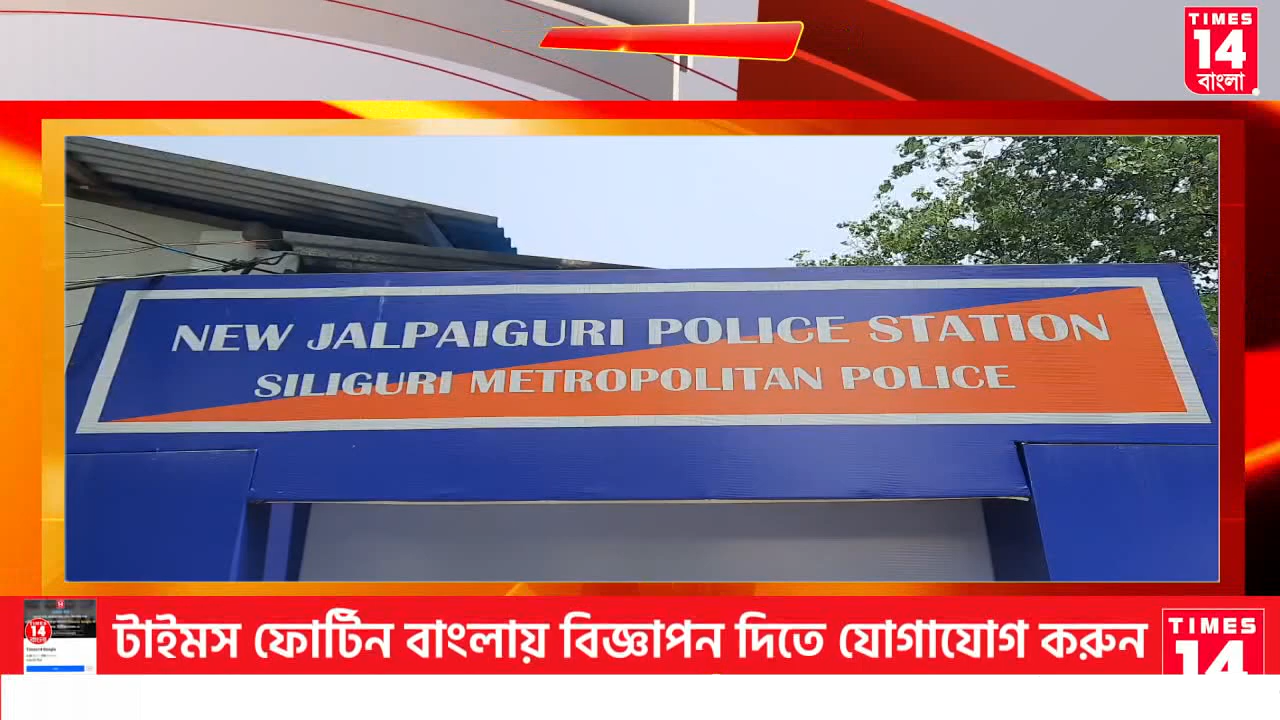 TIMES
14
বাংলা
NEW JALPAIGURI POLICE STATION
SILIGURI METROPOLITAN POLICE
টাইমস ফোর্টিন বাংলায় বিজ্ঞাপন দিতে যোগাযোগ করুন
TIMES
14